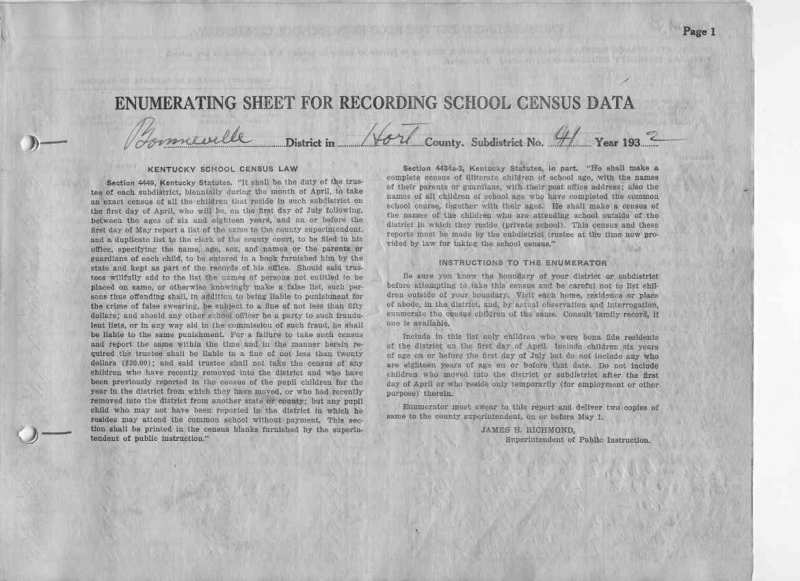 Page 1
ENUMERATING SHEET FOR RECORDING SCHOOL CENSUS DATA
Bonnieville District in Hart County. Subdistrict No. 41 Year 1932
KENTUCKY SCHOOL CENSUS LAW
Section 4449, Kentucky Statutes. "It shall be the duty of the trus-
tee of each subdistrict, biennially during the month of April, to take
an exact census of all the children that reside in such subdistrict on
the first day of April, who will be, on the first day of July following,
between the ages of six and eighteen years, and on or before the
first day of May report a list of the same to the county superintendent,
and a duplicate list to the clerk of the county court, to be filed in his
office, specifying the name, age, sex, and names or the parents or
guardians of each child, to be entered in a book furnished him by the
state and kept as part of the records of his office. Should said trus-
tees willfully add to the list the names of persons not entitled to be
placed on same, or otherwise knowingly make a false list, such per-
sons thus offending shall, in addition to being liable to punishment for
the crime of false swearing, be subject to a fine of not less than fifty
dollars; and should any other school officer be a party to such fraudu-
lent lists, or in any way aid in the commission of such fraud, he shall
be liable to the same punishment. For a failure to take such census
and report the same within the time and in the manner herein re-
quired the trustee shall be liable to a fine of not less than twenty
dollars ($20.00); and said trustee shall not take the census of any
children who have recently removed into the district and who have
been previously reported in the census of the pupil children for the
year in the district from which they have moved, or who had recently
removed into the district from another state or county; but any pupil
child who may not have been reported in the district in which he
resides may attend the common school without payment. This sec-
tion shall be printed in the census blanks furnished by the superin-
tendent of public instruction."
Section 4434a-2, Kentucky Statutes, in part. "He shall make a
complete census of illiterate children of school age, with the names
of their parents or guardians, with their post office address; also the
names of all children of school age who have completed the common
school course, together with their ages. He shall make a census of
the names of the children who are attending school outside of the
district in which they reside (private school). This census and these
reports must be made by the subdistrict trustee at the time now pro-
vided by law for taking the school census."
INSTRUCTIONS TO THE ENUMERATOR
Be sure you know the boundary of your district or subdistrict
before attempting to take this census and be careful not to list chil-
dren outside of your boundary. Visit each home, residence or place
of abode, in the district, and, by actual observation and interrogation,
enumerate the census children of the same. Consult family record, if
one is available.
Include in this list only children who were bona fide residents
of the district on the first day of April. Include children six years
of age on or before the first day of July but do not include any who
are eighteen years of age on or before that date. Do not include
children who moved into the district or subdistrict after the first
day of April or who reside only temporarily (for employment or other
purpose) therein.
Enumerator must swear to this report and deliver two copies of
same to the county superintendent, on or before May 1.
JAMES H. RICHMOND,
Superintendent of Public Instruction.